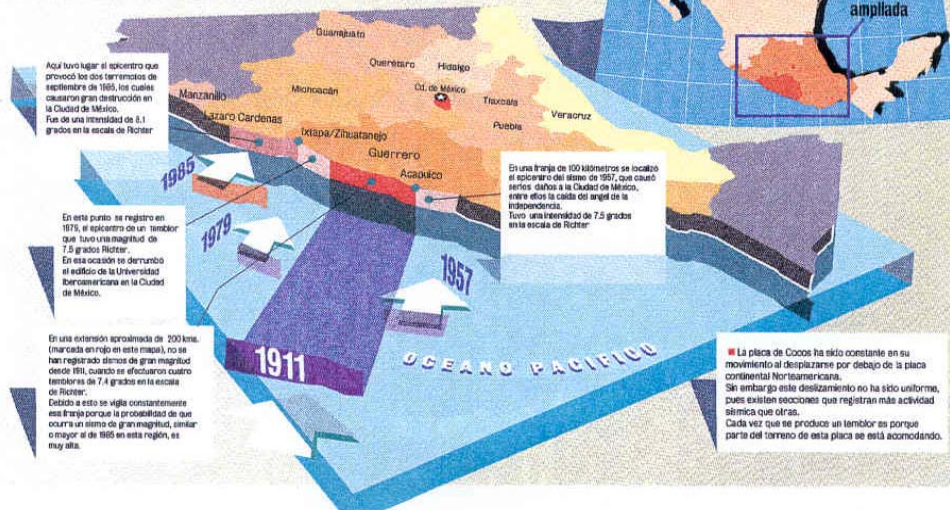 ampliada
Aquí tuvo lugar el epicentro que
provocó los dos terremotos de
septiembre de 1985, los cuales
causaron gran destrucción en
la Ciudad de México.
Fue de una intensidad de 8.1
grados en la escala de Richter
Guanajuato
Querétaro
Hidalgo
Manzanillo
Michoacán
Cd. de México
Tlaxcala
Lázaro Cárdenas
Puebla
Veracruz
Ixtapa/Zihuatanejo
Guerrero
Acapulco
1985
En una franja de 100 kilómetros se localizó
el epicentro del sismo de 1957, que causó
serios daños a la Ciudad de México,
entre ellos la caída del angel de la
independencia.
Tuvo una intensidad de 7.5 grados
en la escala de Richter
En este punto se registro en
1979, el epicentro de un temblor
que tuvo una magnitud de
7.6 grados Richter.
En esa ocasión se derrumbó
el edificio de la Universidad
Iberoamericana en la Ciudad
de México.
1979
1957
En una extensión aproximada de 200 kms.
(marcada en rojo en este mapa), no se
han registrado sismos de gran magnitud
desde 1911, cuando se efectuaron cuatro
temblores de 7.4 grados en la escala
de Richter.
Debido a esto se vigila constantemente
esa franja porque la probabilidad de que
ocurra un sismo de gran magnitud, similar
o mayor al de 1985 en esta región, es
muy alta.
1911
OCEANO PACIFICO
La placa de Cocos ha sido constante en su
movimiento al desplazarse por debajo de la placa
continental Norteamericana.
Sin embargo este deslizamiento no ha sido uniforme,
pues existen secciones que registran más actividad
sísmica que otras.
Cada vez que se produce un temblor es porque
parte del terreno de esta placa se está acomodando.